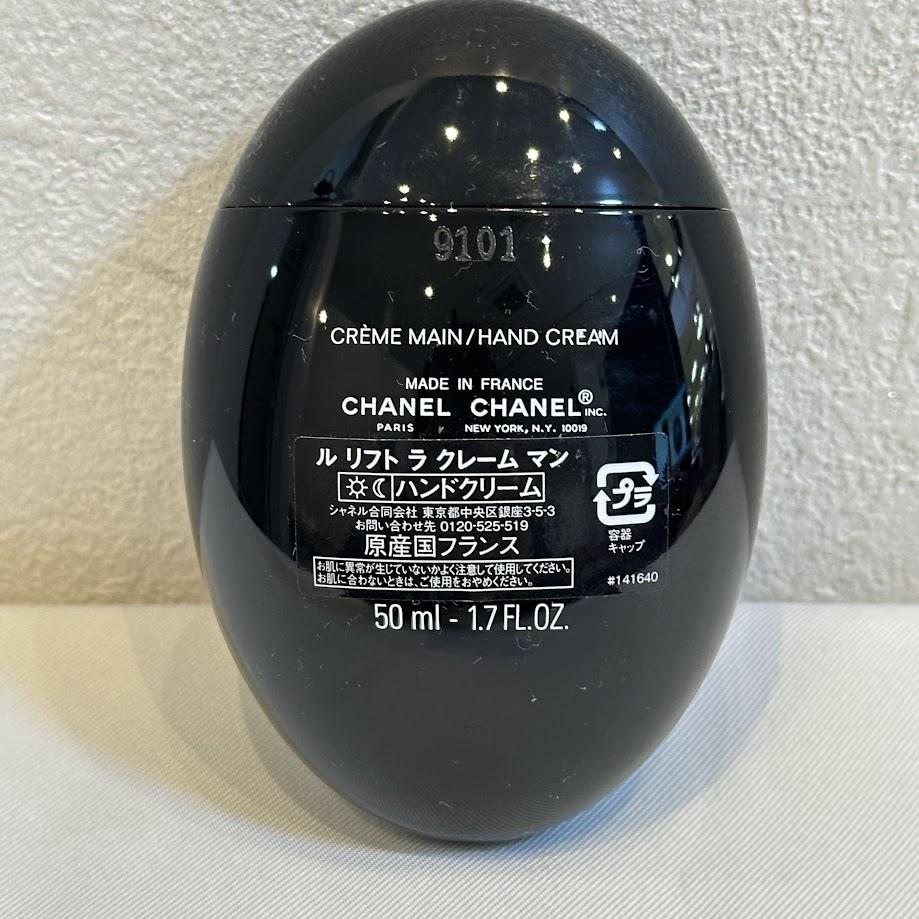 9101
CRÈME MAIN/HAND CREAM
MADE IN FRANCE
CHANEL CHANEL® INC.
PARIS NEW YORK, N.Y. 10019
ル リフト ラ クレーム マン
ハンドクリーム
シャネル合同会社 東京都中央区銀座3-5-3
お問い合わせ先 0120-525-519
原産国フランス
お肌に異常が生じていないかよく注意して使用してください。
お肌に合わないときは、ご使用をおやめください。
プラ
容器
キャップ
#141640
50 ml - 1.7 FL.OZ.